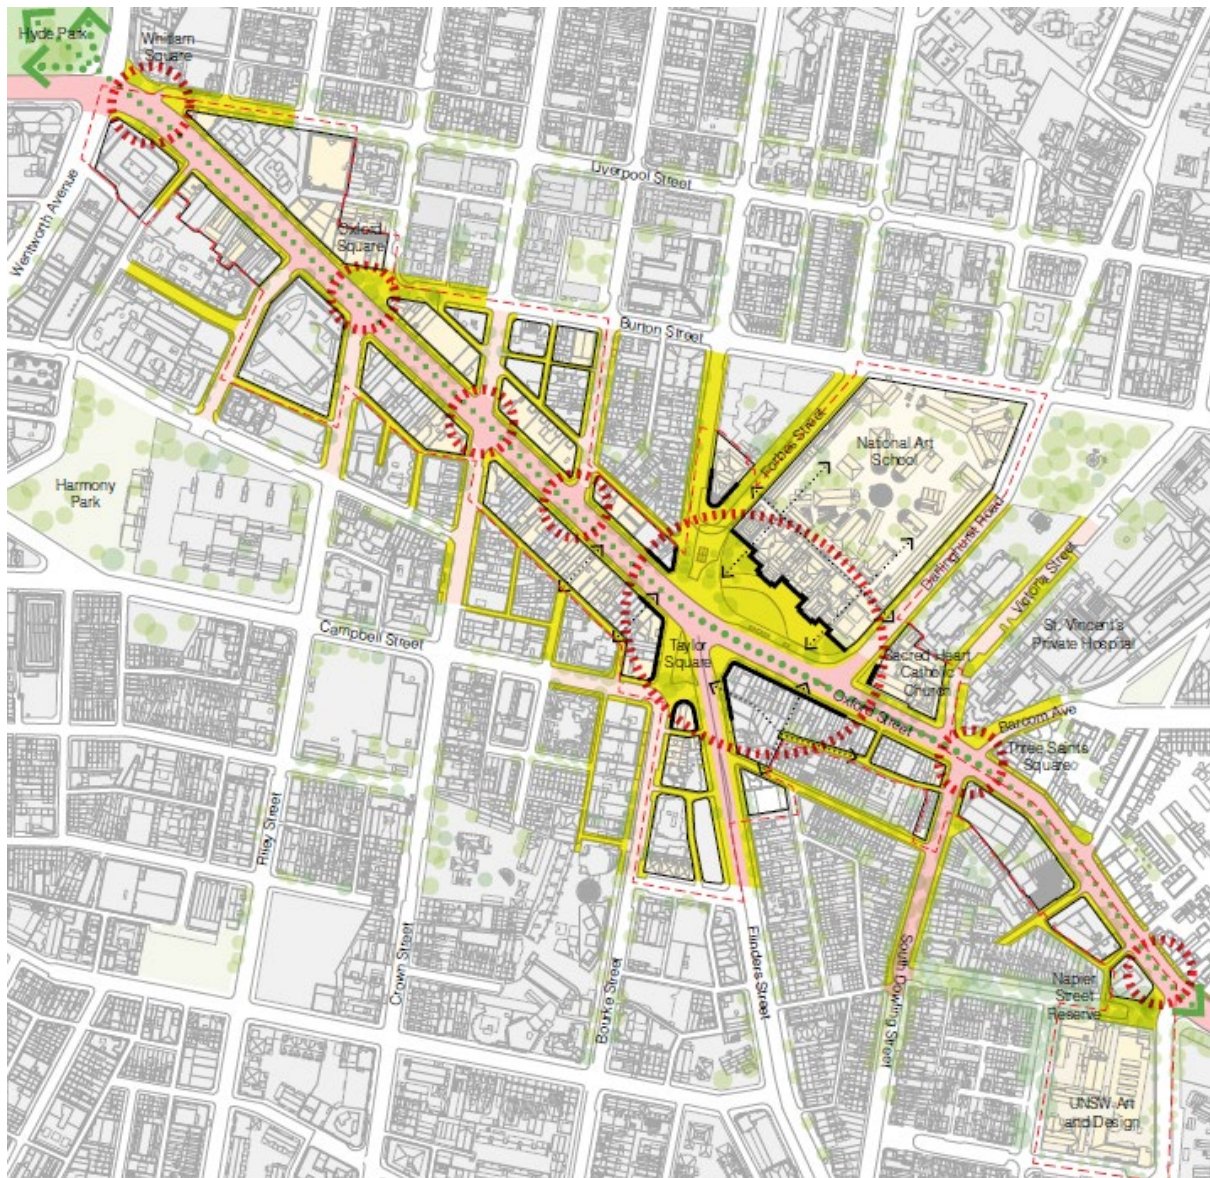 Hyde Park
Whitlam
Square
Liverpool Street
Wentworth Avenue
Oxford
Square
Burton Street
Forbes Street
National Art
School
Harmony
Park
Darlinghurst Road
Victoria Street
St. Vincent's
Private Hospital
Campbell Street
Taylor
Square
Sacred Heart
Catholic
Church
Oxford Street
Barcom Ave
Three Saints
Square
Riley Street
Crown Street
Bourke Street
Flinders Street
South Dowling Street
Napier
Street
Reserve
UNSW Art
and Design